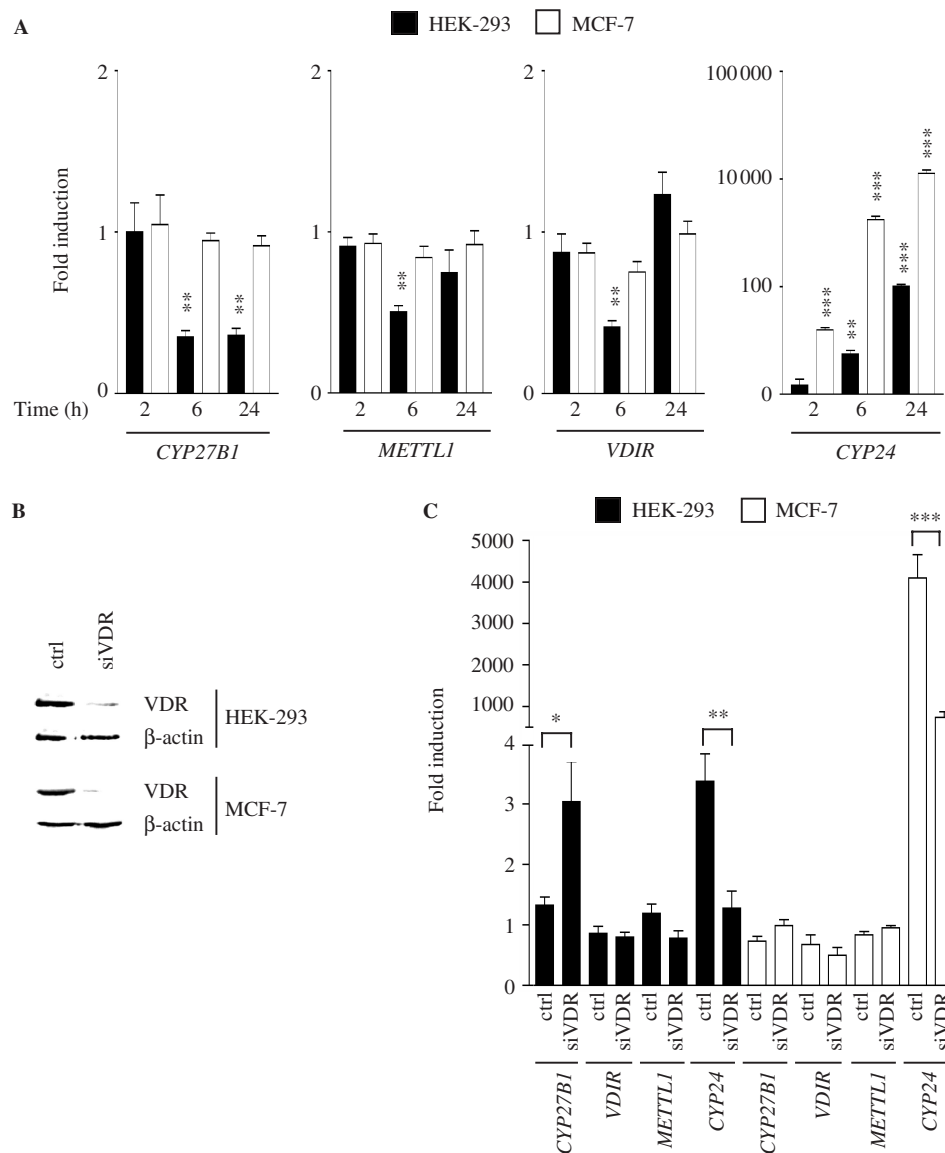 A
HEK-293 MCF-7
Fold induction
2 2 2 100 000
10 000
1 1 1
100
0 0 0 0
** ** ** ** *** *** ** *** *** ***
Time (h) 2 6 24 2 6 24 2 6 24 2 6 24
CYP27B1 METTL1 VDIR CYP24
B
ctrl siVDR
VDR
β-actin
HEK-293
VDR
β-actin
MCF-7
C
HEK-293 MCF-7
Fold induction
5000
4000
3000
2000
1000
4
3
2
1
0
* ** ***
ctrl siVDR ctrl siVDR ctrl siVDR ctrl siVDR ctrl siVDR ctrl siVDR ctrl siVDR ctrl siVDR
CYP27B1 VDIR METTL1 CYP24 CYP27B1 VDIR METTL1 CYP24